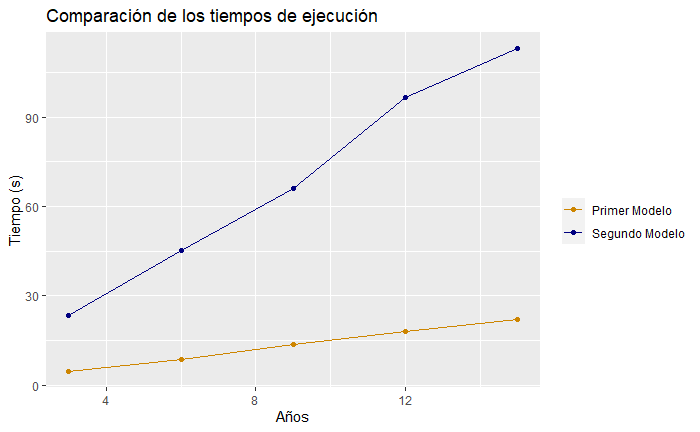 Comparación de los tiempos de ejecución
Tiempo (s)
90
60
30
0
4
8
12
Años
Primer Modelo
Segundo Modelo